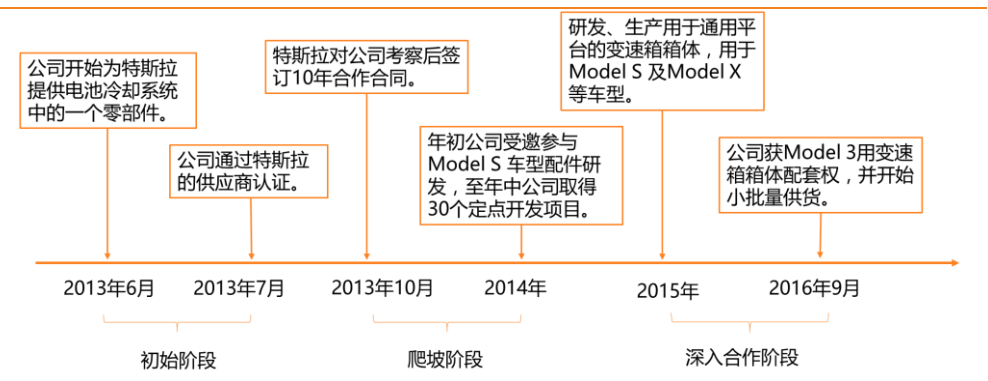 公司开始为特斯拉
提供电池冷却系统
中的一个零部件。
公司通过特斯拉
的供应商认证。
特斯拉对公司考察后签
订10年合作合同。
年初公司受邀参与
Model S 车型配件研
发，至年中公司取得
30个定点开发项目。
研发、生产用于通用平
台的变速箱箱体，用于
Model S 及Model X
等车型。
公司获Model 3用变速
箱箱体配套权，并开始
小批量供货。
2013年6月
2013年7月
2013年10月
2014年
2015年
2016年9月
初始阶段
爬坡阶段
深入合作阶段